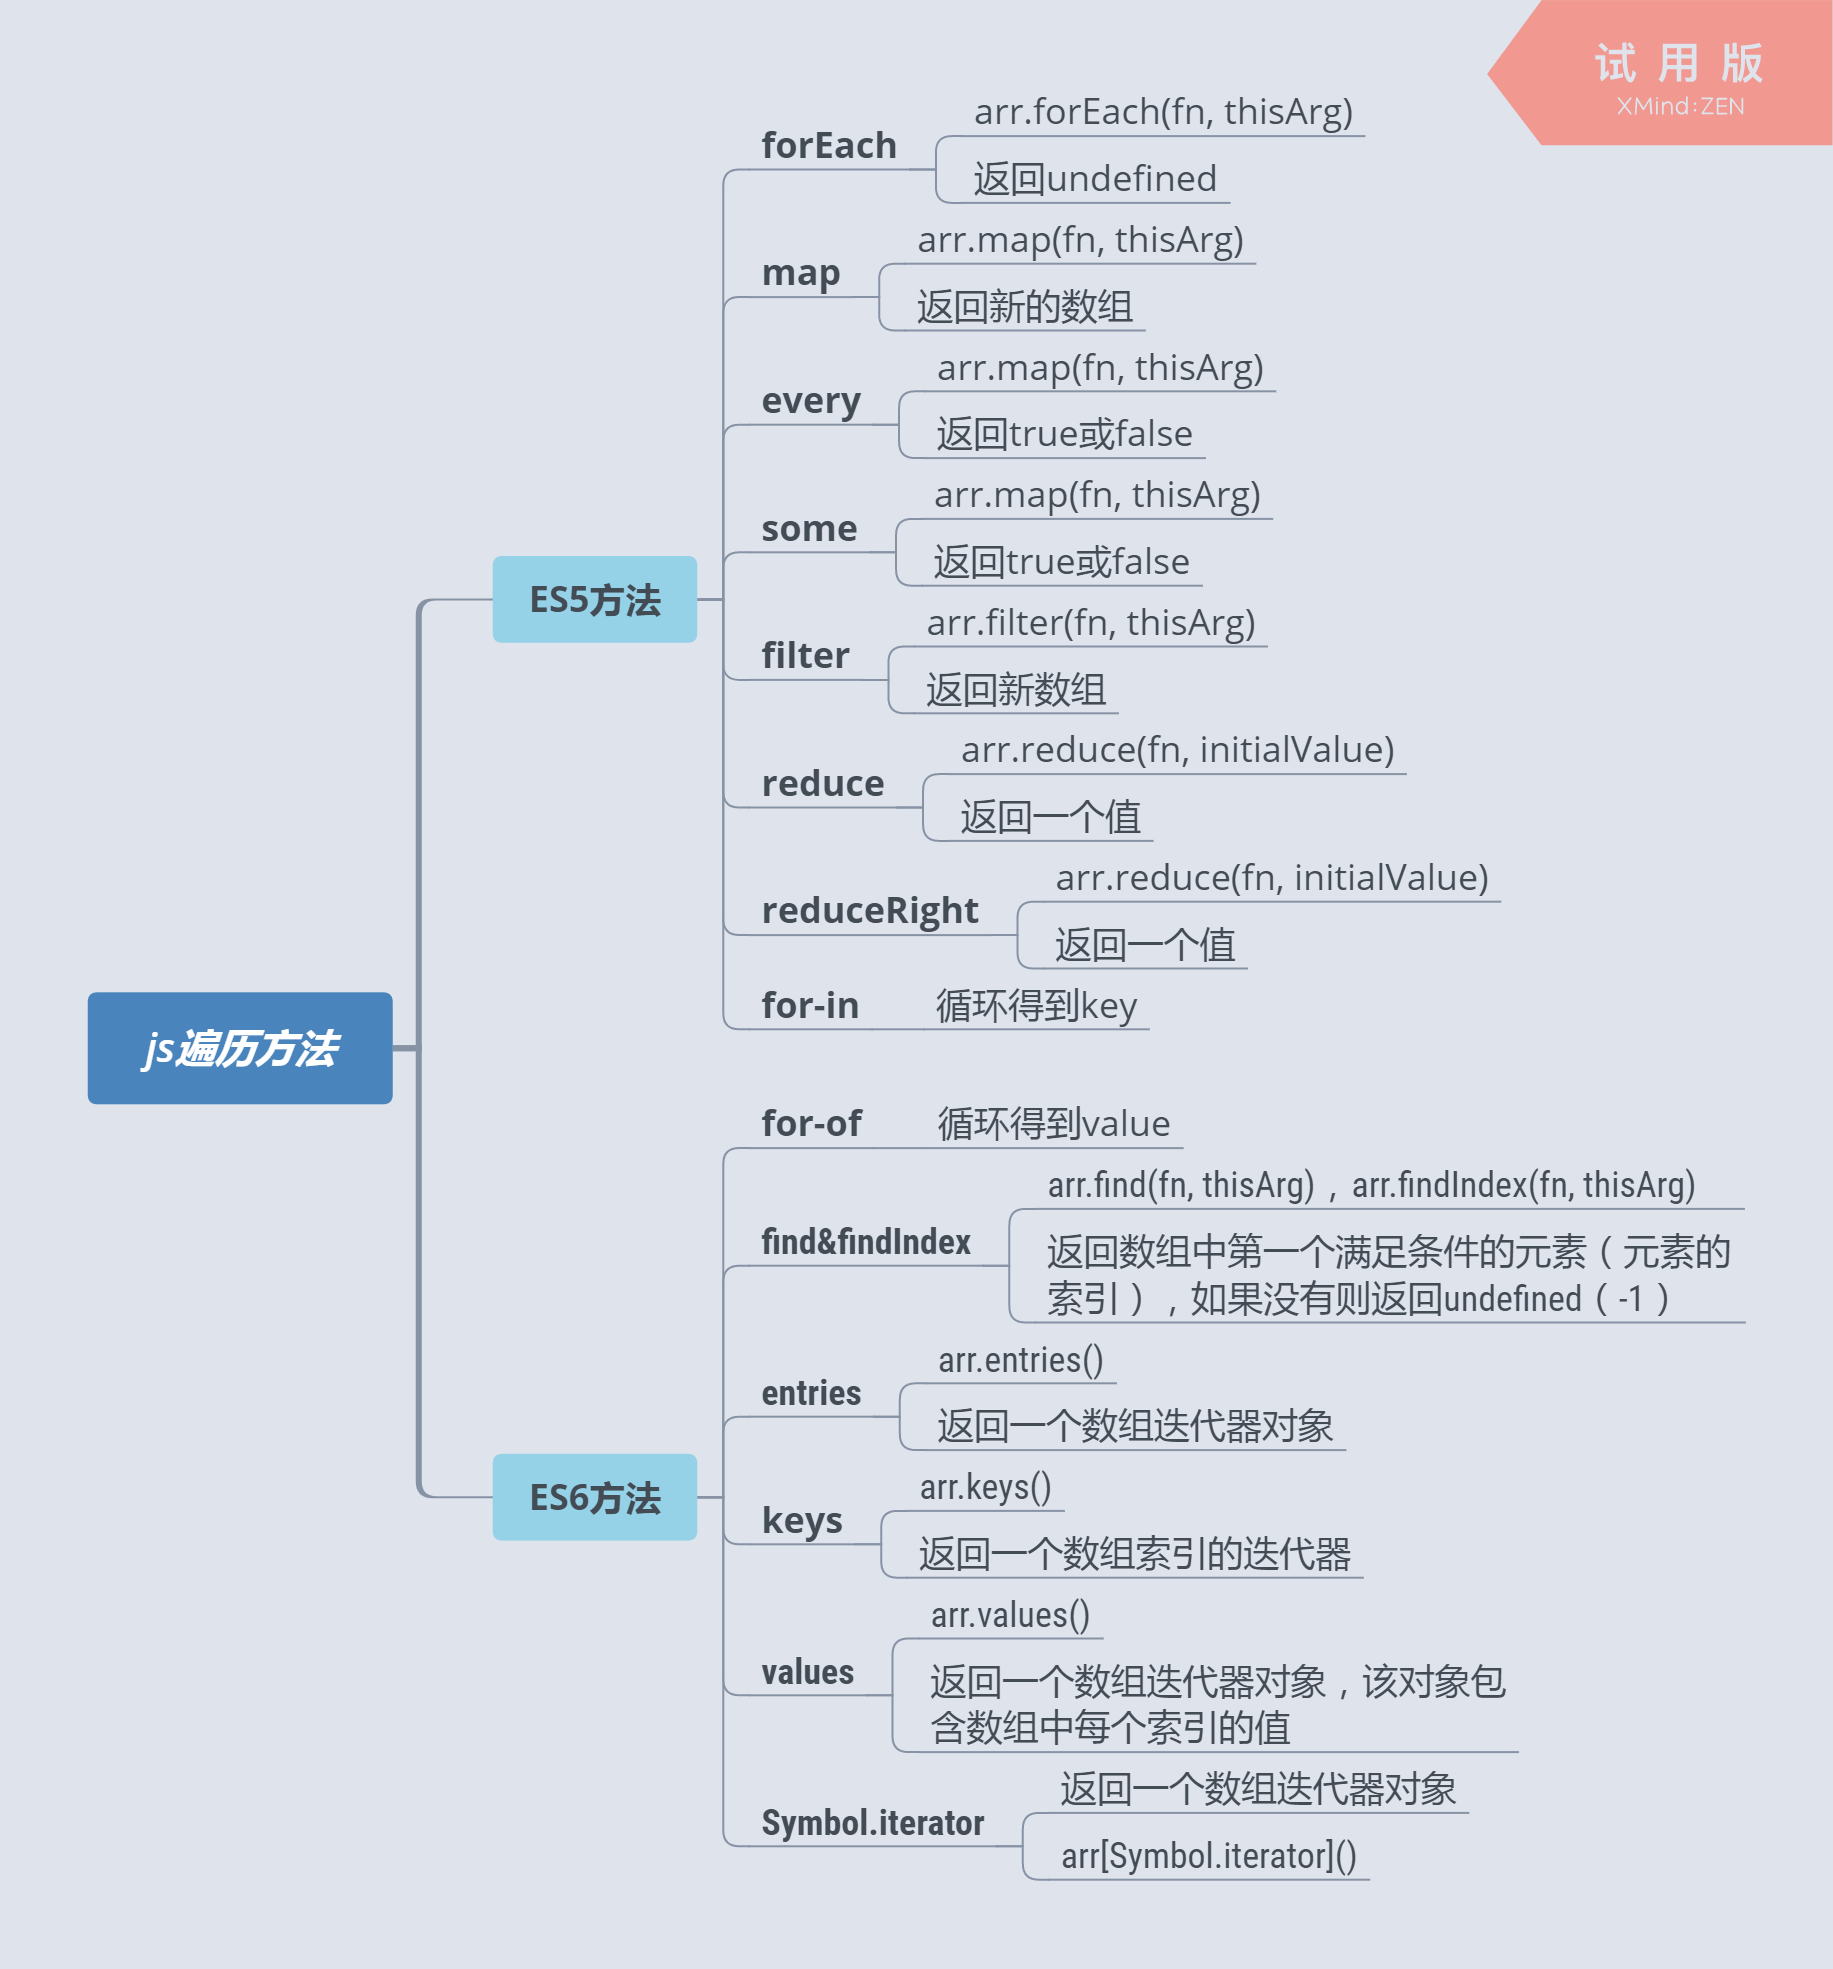 试 用 版
XMind:ZEN
js遍历方法
ES5方法
forEach
arr.forEach(fn, thisArg)
返回undefined
map
arr.map(fn, thisArg)
返回新的数组
every
arr.map(fn, thisArg)
返回true或false
some
arr.map(fn, thisArg)
返回true或false
filter
arr.filter(fn, thisArg)
返回新数组
reduce
arr.reduce(fn, initialValue)
返回一个值
reduceRight
arr.reduce(fn, initialValue)
返回一个值
for-in
循环得到key
ES6方法
for-of
循环得到value
find&findIndex
arr.find(fn, thisArg)，arr.findIndex(fn, thisArg)
返回数组中第一个满足条件的元素（元素的
索引），如果没有则返回undefined（-1）
entries
arr.entries()
返回一个数组迭代器对象
keys
arr.keys()
返回一个数组索引的迭代器
values
arr.values()
返回一个数组迭代器对象，该对象包
含数组中每个索引的值
Symbol.iterator
返回一个数组迭代器对象
arr[Symbol.iterator]()